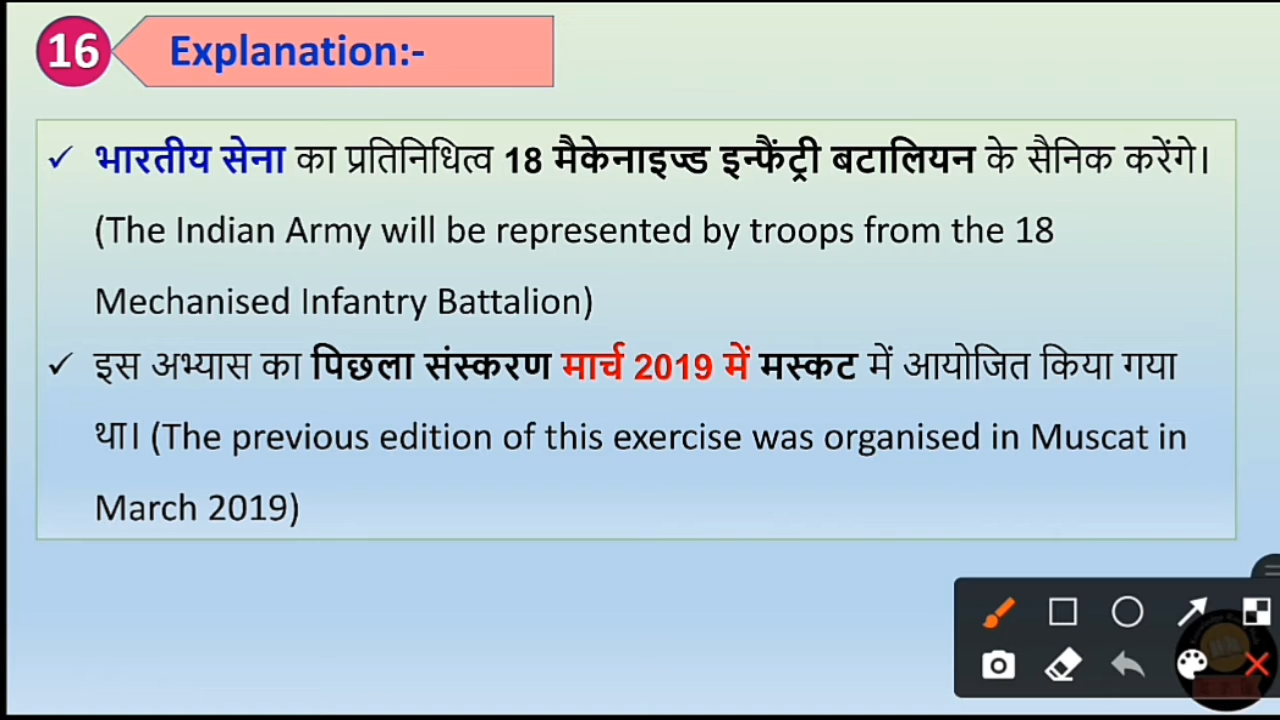 16 Explanation:-
✓ भारतीय सेना का प्रतिनिधित्व 18 मैकेनाइज्ड इन्फैंट्री बटालियन के सैनिक करेंगे।
(The Indian Army will be represented by troops from the 18
Mechanised Infantry Battalion)
✓ इस अभ्यास का पिछला संस्करण मार्च 2019 में मस्कट में आयोजित किया गया
था। (The previous edition of this exercise was organised in Muscat in
March 2019)